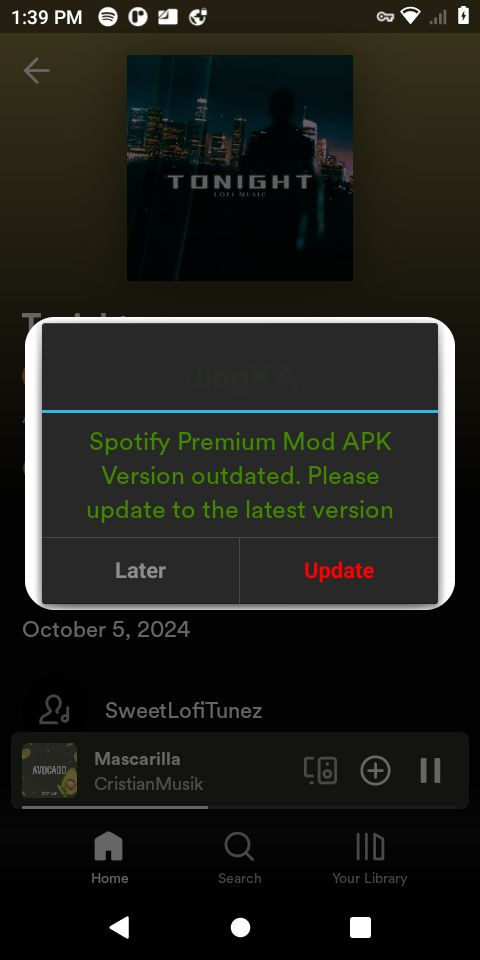 1:39 PM
TONIGHT
LOFI MUSIC
JingKA
Spotify Premium Mod APK
Version outdated. Please
update to the latest version
Later
Update
October 5, 2024
SweetLofiTunez
AVOCADO
Mascarilla
CristianMusik
Home
Search
Your Library